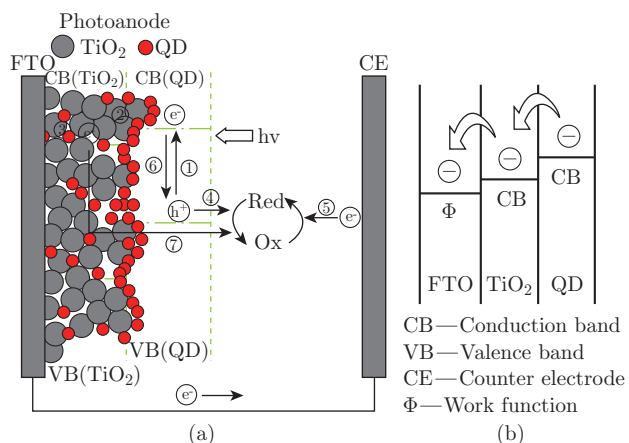 Photoanode
TiO₂ QD
FTO
CE
CB(TiO₂) CB(QD)
②
e⁻
③
hν
⑥ ①
④
h⁺
Red
⑤
e⁻
Ox
⑦
VB(QD)
VB(TiO₂)
e⁻
(a)
− − −
Φ CB CB
FTO TiO₂ QD
CB—Conduction band
VB—Valence band
CE—Counter electrode
Φ—Work function
(b)